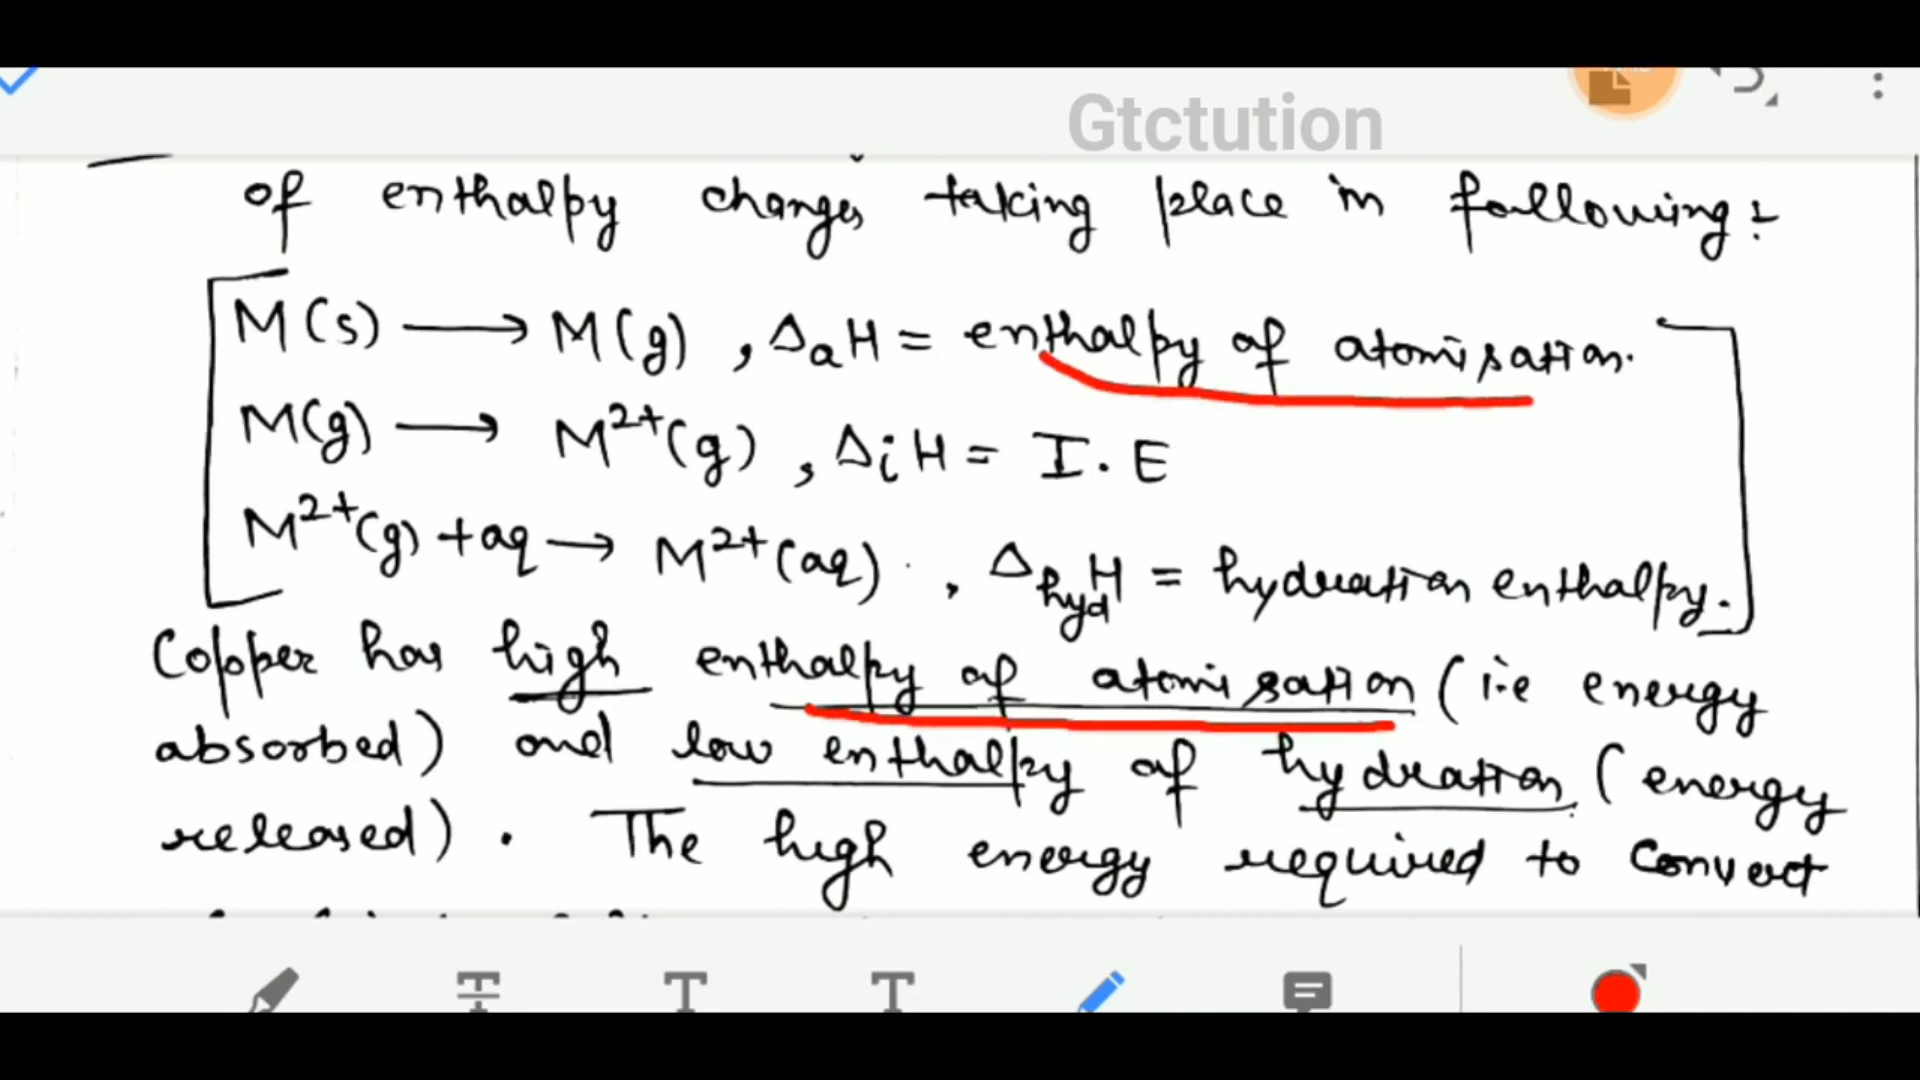 Gtctution
of enthalpy changes taking place in following:
M(s) ⟶ M(g) , ΔₐH = enthalpy of atomisation.
M(g) ⟶ M²⁺(g) , ΔᵢH = I.E
M²⁺(g) + aq ⟶ M²⁺(aq) , Δ_hyd H = hydration enthalpy.
Copper has high enthalpy of atomisation (i.e energy
absorbed) and low enthalpy of hydration (energy
released). The high energy required to convert